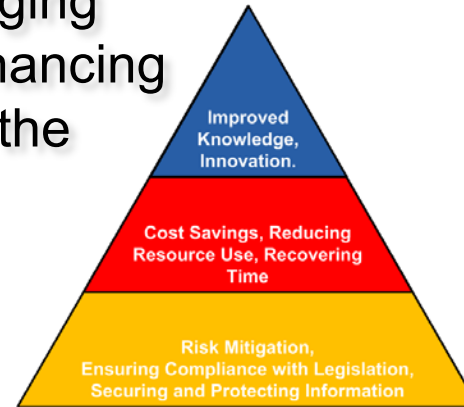 ging
nancing
the
Improved
Knowledge,
Innovation.
Cost Savings, Reducing
Resource Use, Recovering
Time
Risk Mitigation,
Ensuring Compliance with Legislation,
Securing and Protecting Information